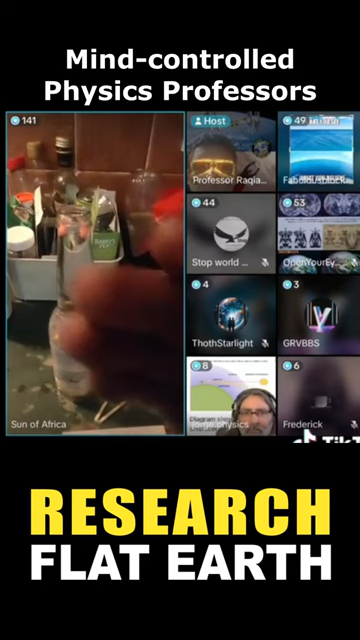 Mind-controlled
Physics Professors
141
Host
Professor Raqia...
49
44
Stop world ...
53
OpenYourEy...
4
ThothStarlight
3
GRVBBS
8
6
Frederick
Sun of Africa
RESEARCH
FLAT EARTH